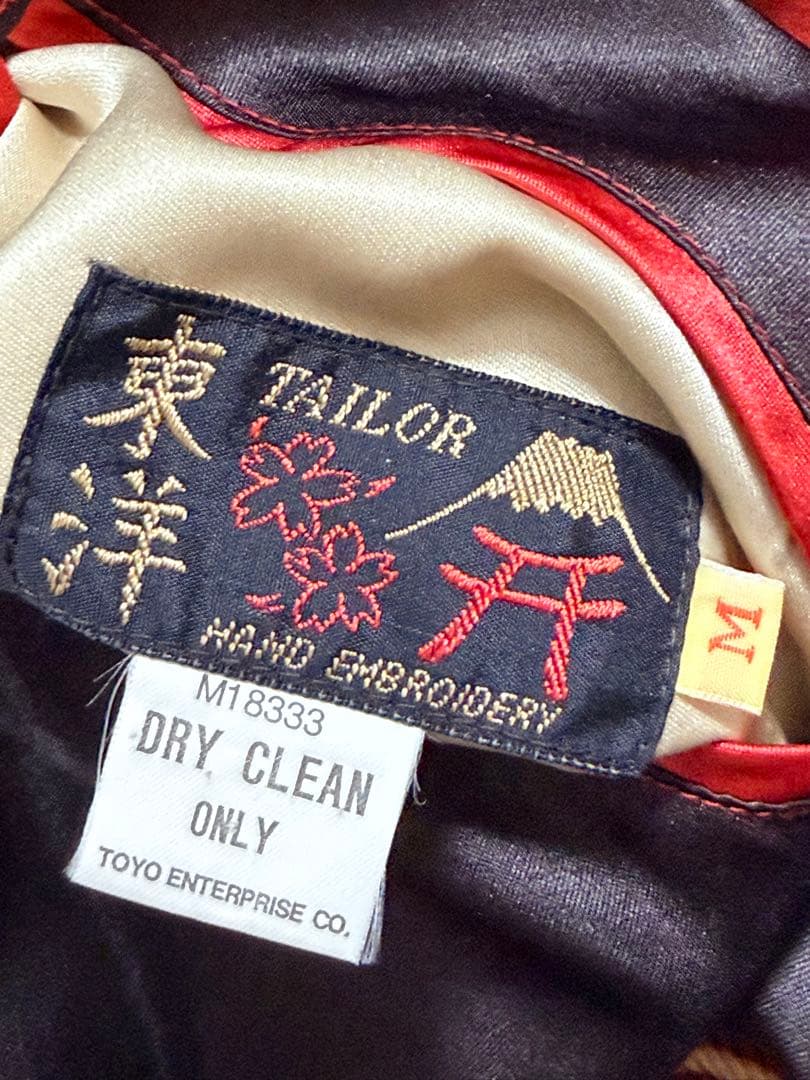 東洋
TAILOR
HAND EMBROIDERY
M
M18333
DRY CLEAN
ONLY
TOYO ENTERPRISE CO.